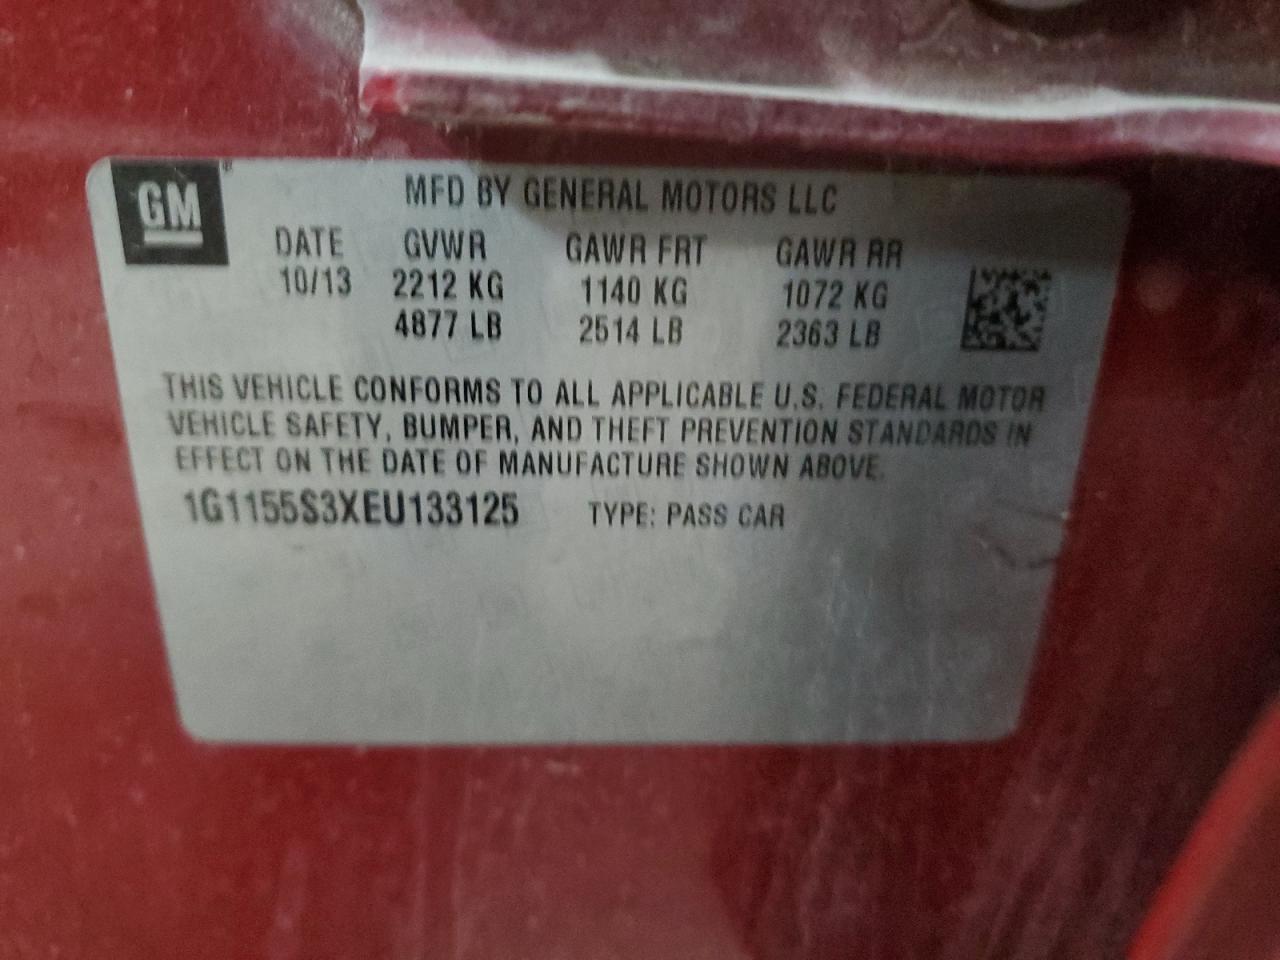 GM®
MFD BY GENERAL MOTORS LLC
DATE GVWR GAWR FRT GAWR RR
10/13 2212 KG 1140 KG 1072 KG
4877 LB 2514 LB 2363 LB
THIS VEHICLE CONFORMS TO ALL APPLICABLE U.S. FEDERAL MOTOR
VEHICLE SAFETY, BUMPER, AND THEFT PREVENTION STANDARDS IN
EFFECT ON THE DATE OF MANUFACTURE SHOWN ABOVE.
1G1155S3XEU133125 TYPE: PASS CAR